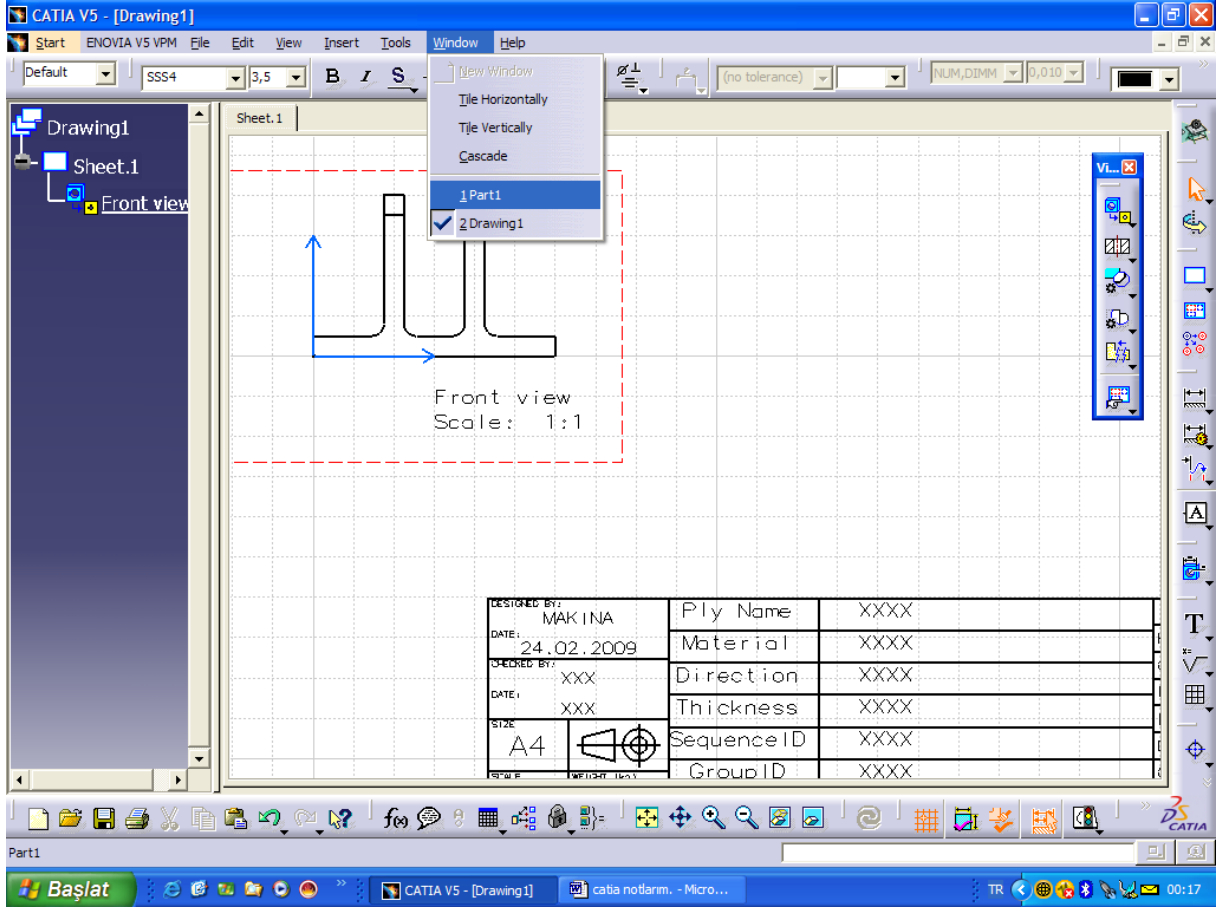 CATIA V5 - [Drawing1]
Start ENOVIA V5 VPM File Edit View Insert Tools Window Help
Default SSS4 3,5 B I S (no tolerance) NUM,DIMM 0,010
New Window
Tile Horizontally
Tile Vertically
Cascade
1 Part1
2 Drawing1
Drawing1
Sheet.1
Front view
Sheet.1
Vi...
Front view
Scale: 1:1
DESIGNED BY:
MAKINA
DATE:
24.02.2009
CHECKED BY:
XXX
DATE:
XXX
SIZE
A4
SCALE WEIGHT (kg)
Ply Name XXXX
Material XXXX
Direction XXXX
Thickness XXXX
SequenceID XXXX
GroupID XXXX
f(x)
CATIA
Part1
Başlat CATIA V5 - [Drawing1] catia notlarım. - Micro... TR 00:17